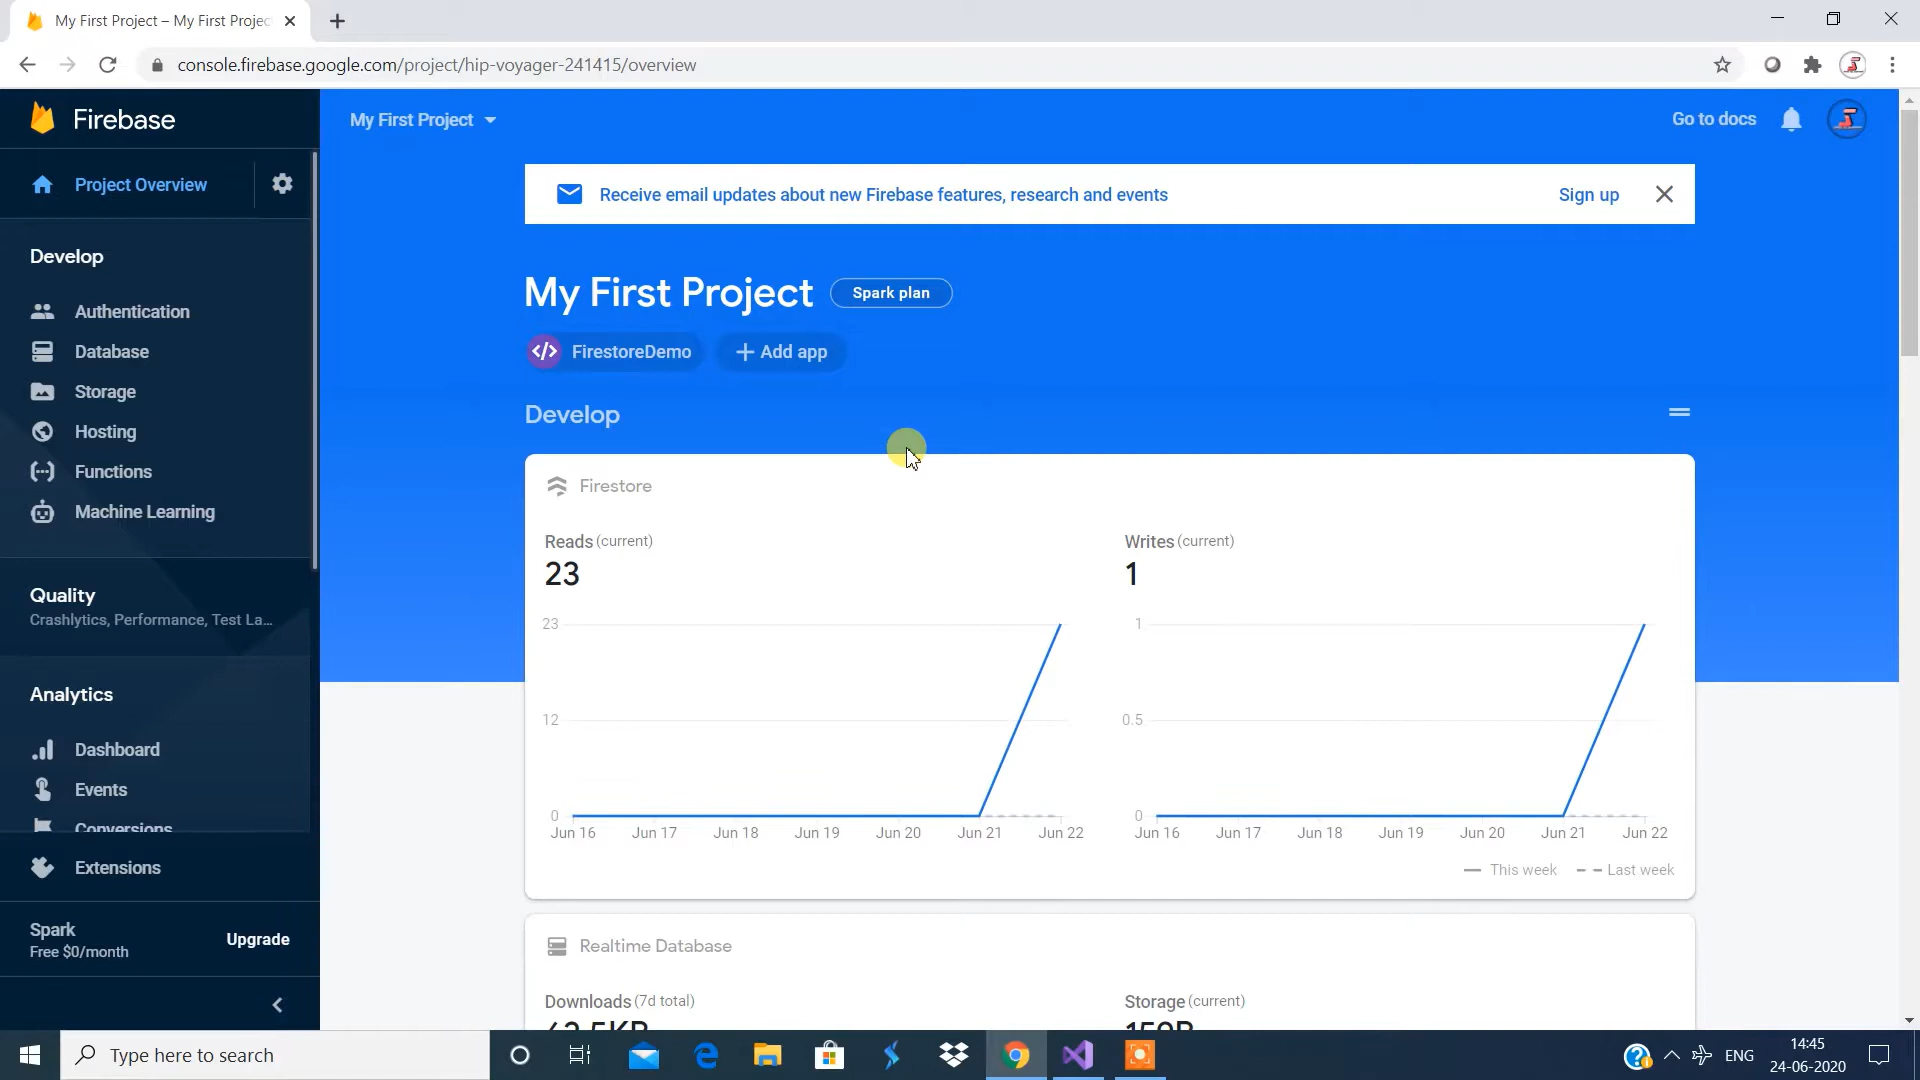 My First Project – My First Projec
console.firebase.google.com/project/hip-voyager-241415/overview
Firebase
My First Project
Go to docs
Project Overview
Receive email updates about new Firebase features, research and events
Sign up
Develop
My First Project
Spark plan
Authentication
FirestoreDemo
Add app
Database
Storage
Develop
Hosting
Functions
Firestore
Machine Learning
Reads (current)
Writes (current)
23
1
Quality
Crashlytics, Performance, Test La...
23
1
Analytics
12
0.5
Dashboard
Events
0
0
Conversions
Jun 16 Jun 17 Jun 18 Jun 19 Jun 20 Jun 21 Jun 22
Jun 16 Jun 17 Jun 18 Jun 19 Jun 20 Jun 21 Jun 22
Extensions
This week
Last week
Spark
Free $0/month
Upgrade
Realtime Database
Downloads (7d total)
Storage (current)
Type here to search
ENG
14:45
24-06-2020